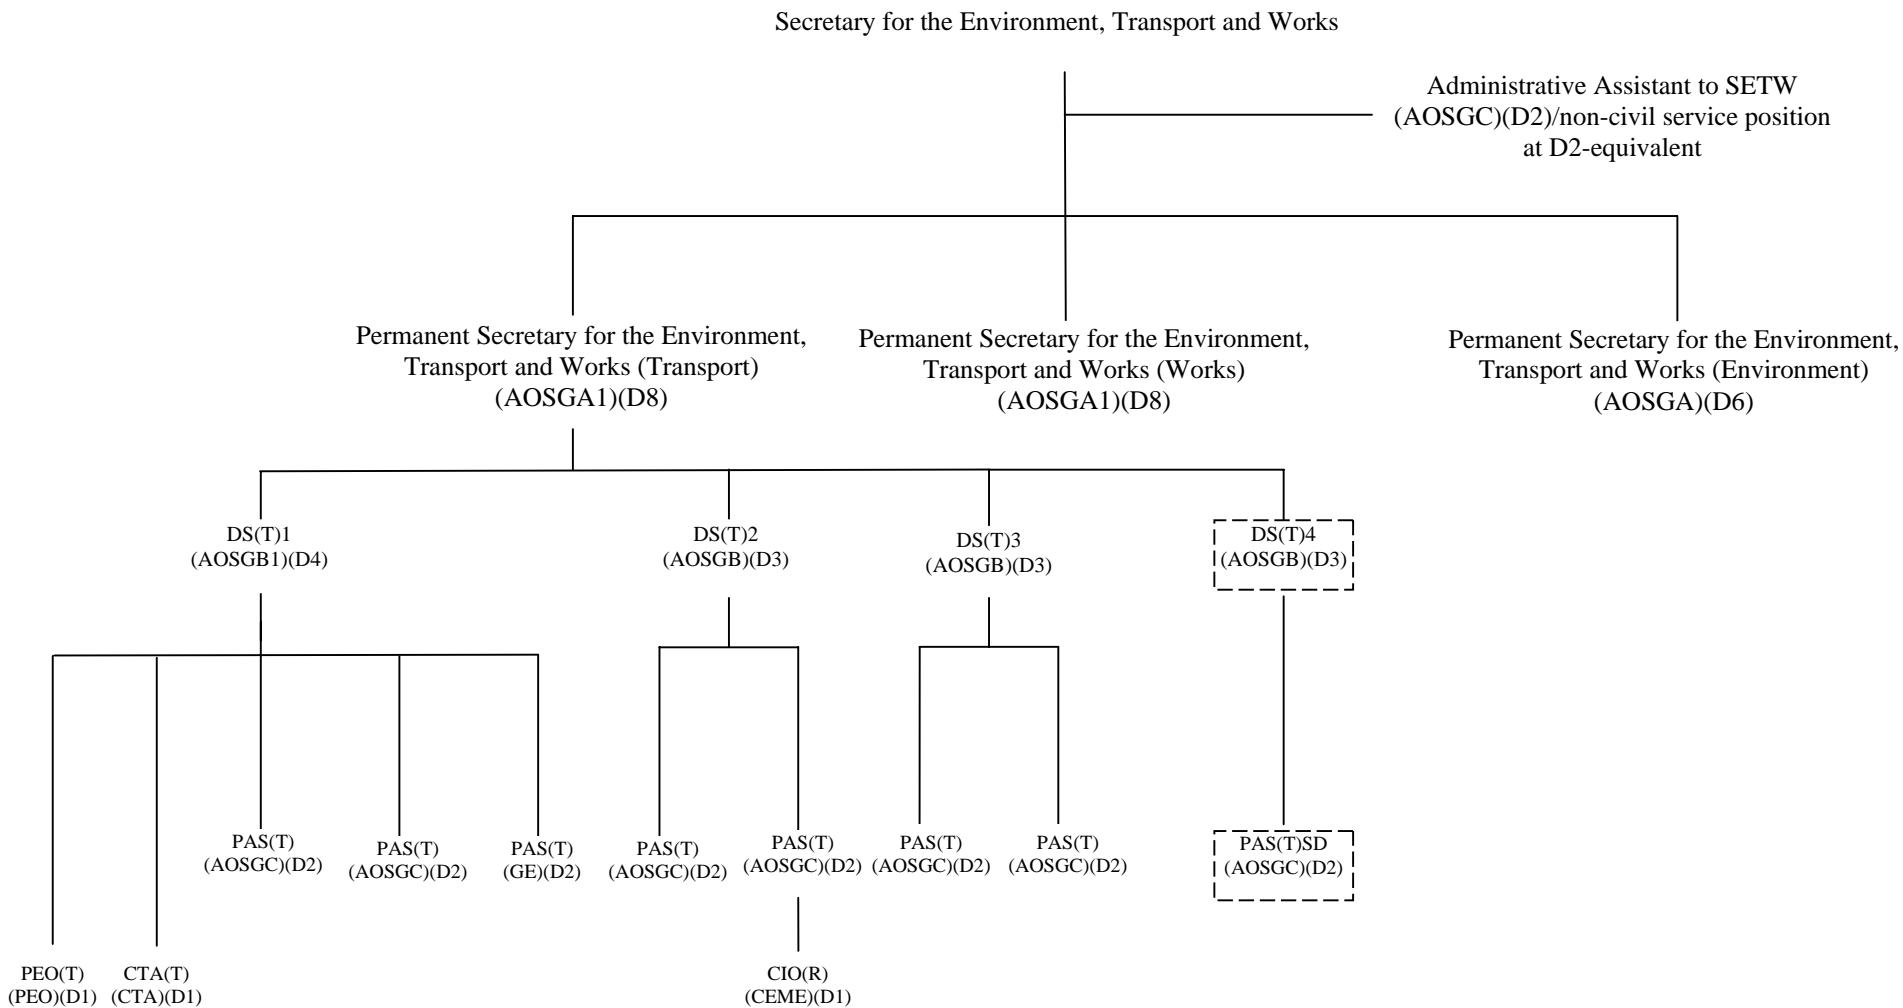 Secretary for the Environment, Transport and Works
Administrative Assistant to SETW
(AOSGC)(D2)/non-civil service position
at D2-equivalent
Permanent Secretary for the Environment,
Transport and Works (Transport)
(AOSGA1)(D8)
Permanent Secretary for the Environment,
Transport and Works (Works)
(AOSGA1)(D8)
Permanent Secretary for the Environment,
Transport and Works (Environment)
(AOSGA)(D6)
DS(T)1
(AOSGB1)(D4)
DS(T)2
(AOSGB)(D3)
DS(T)3
(AOSGB)(D3)
DS(T)4
(AOSGB)(D3)
PAS(T)
(AOSGC)(D2)
PAS(T)
(AOSGC)(D2)
PAS(T)
(GE)(D2)
PAS(T)
(AOSGC)(D2)
PAS(T)
(AOSGC)(D2)
PAS(T)
(AOSGC)(D2)
PAS(T)
(AOSGC)(D2)
PAS(T)SD
(AOSGC)(D2)
PEO(T)
(PEO)(D1)
CTA(T)
(CTA)(D1)
CIO(R)
(CEME)(D1)